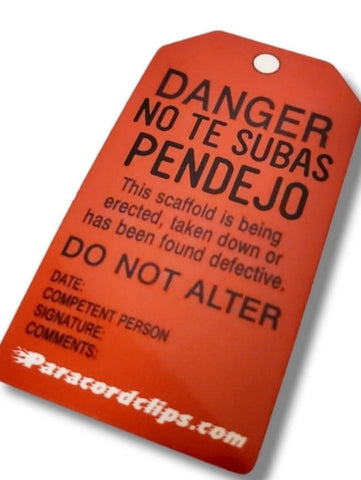 DANGER
NO TE SUBAS
PENDEJO
This scaffold is being
erected, taken down or
has been found defective.
DO NOT ALTER
DATE:
COMPETENT PERSON
SIGNATURE:
COMMENTS:
Paracordclips.com